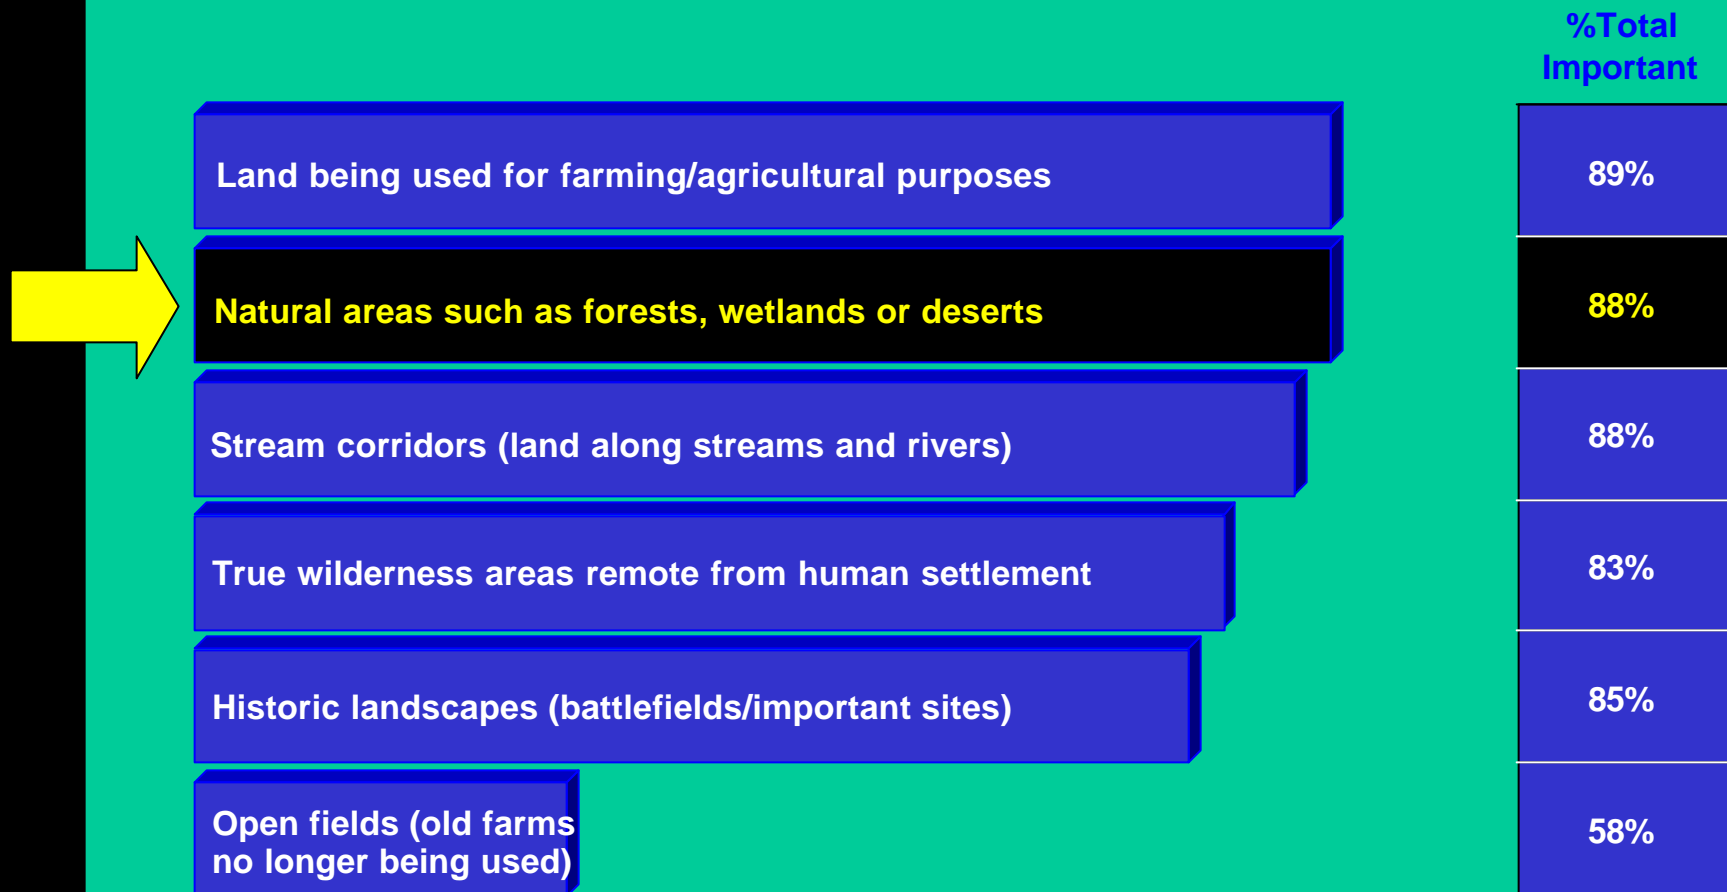 %Total
Important
Land being used for farming/agricultural purposes
89%
Natural areas such as forests, wetlands or deserts
88%
Stream corridors (land along streams and rivers)
88%
True wilderness areas remote from human settlement
83%
Historic landscapes (battlefields/important sites)
85%
Open fields (old farms
no longer being used)
58%